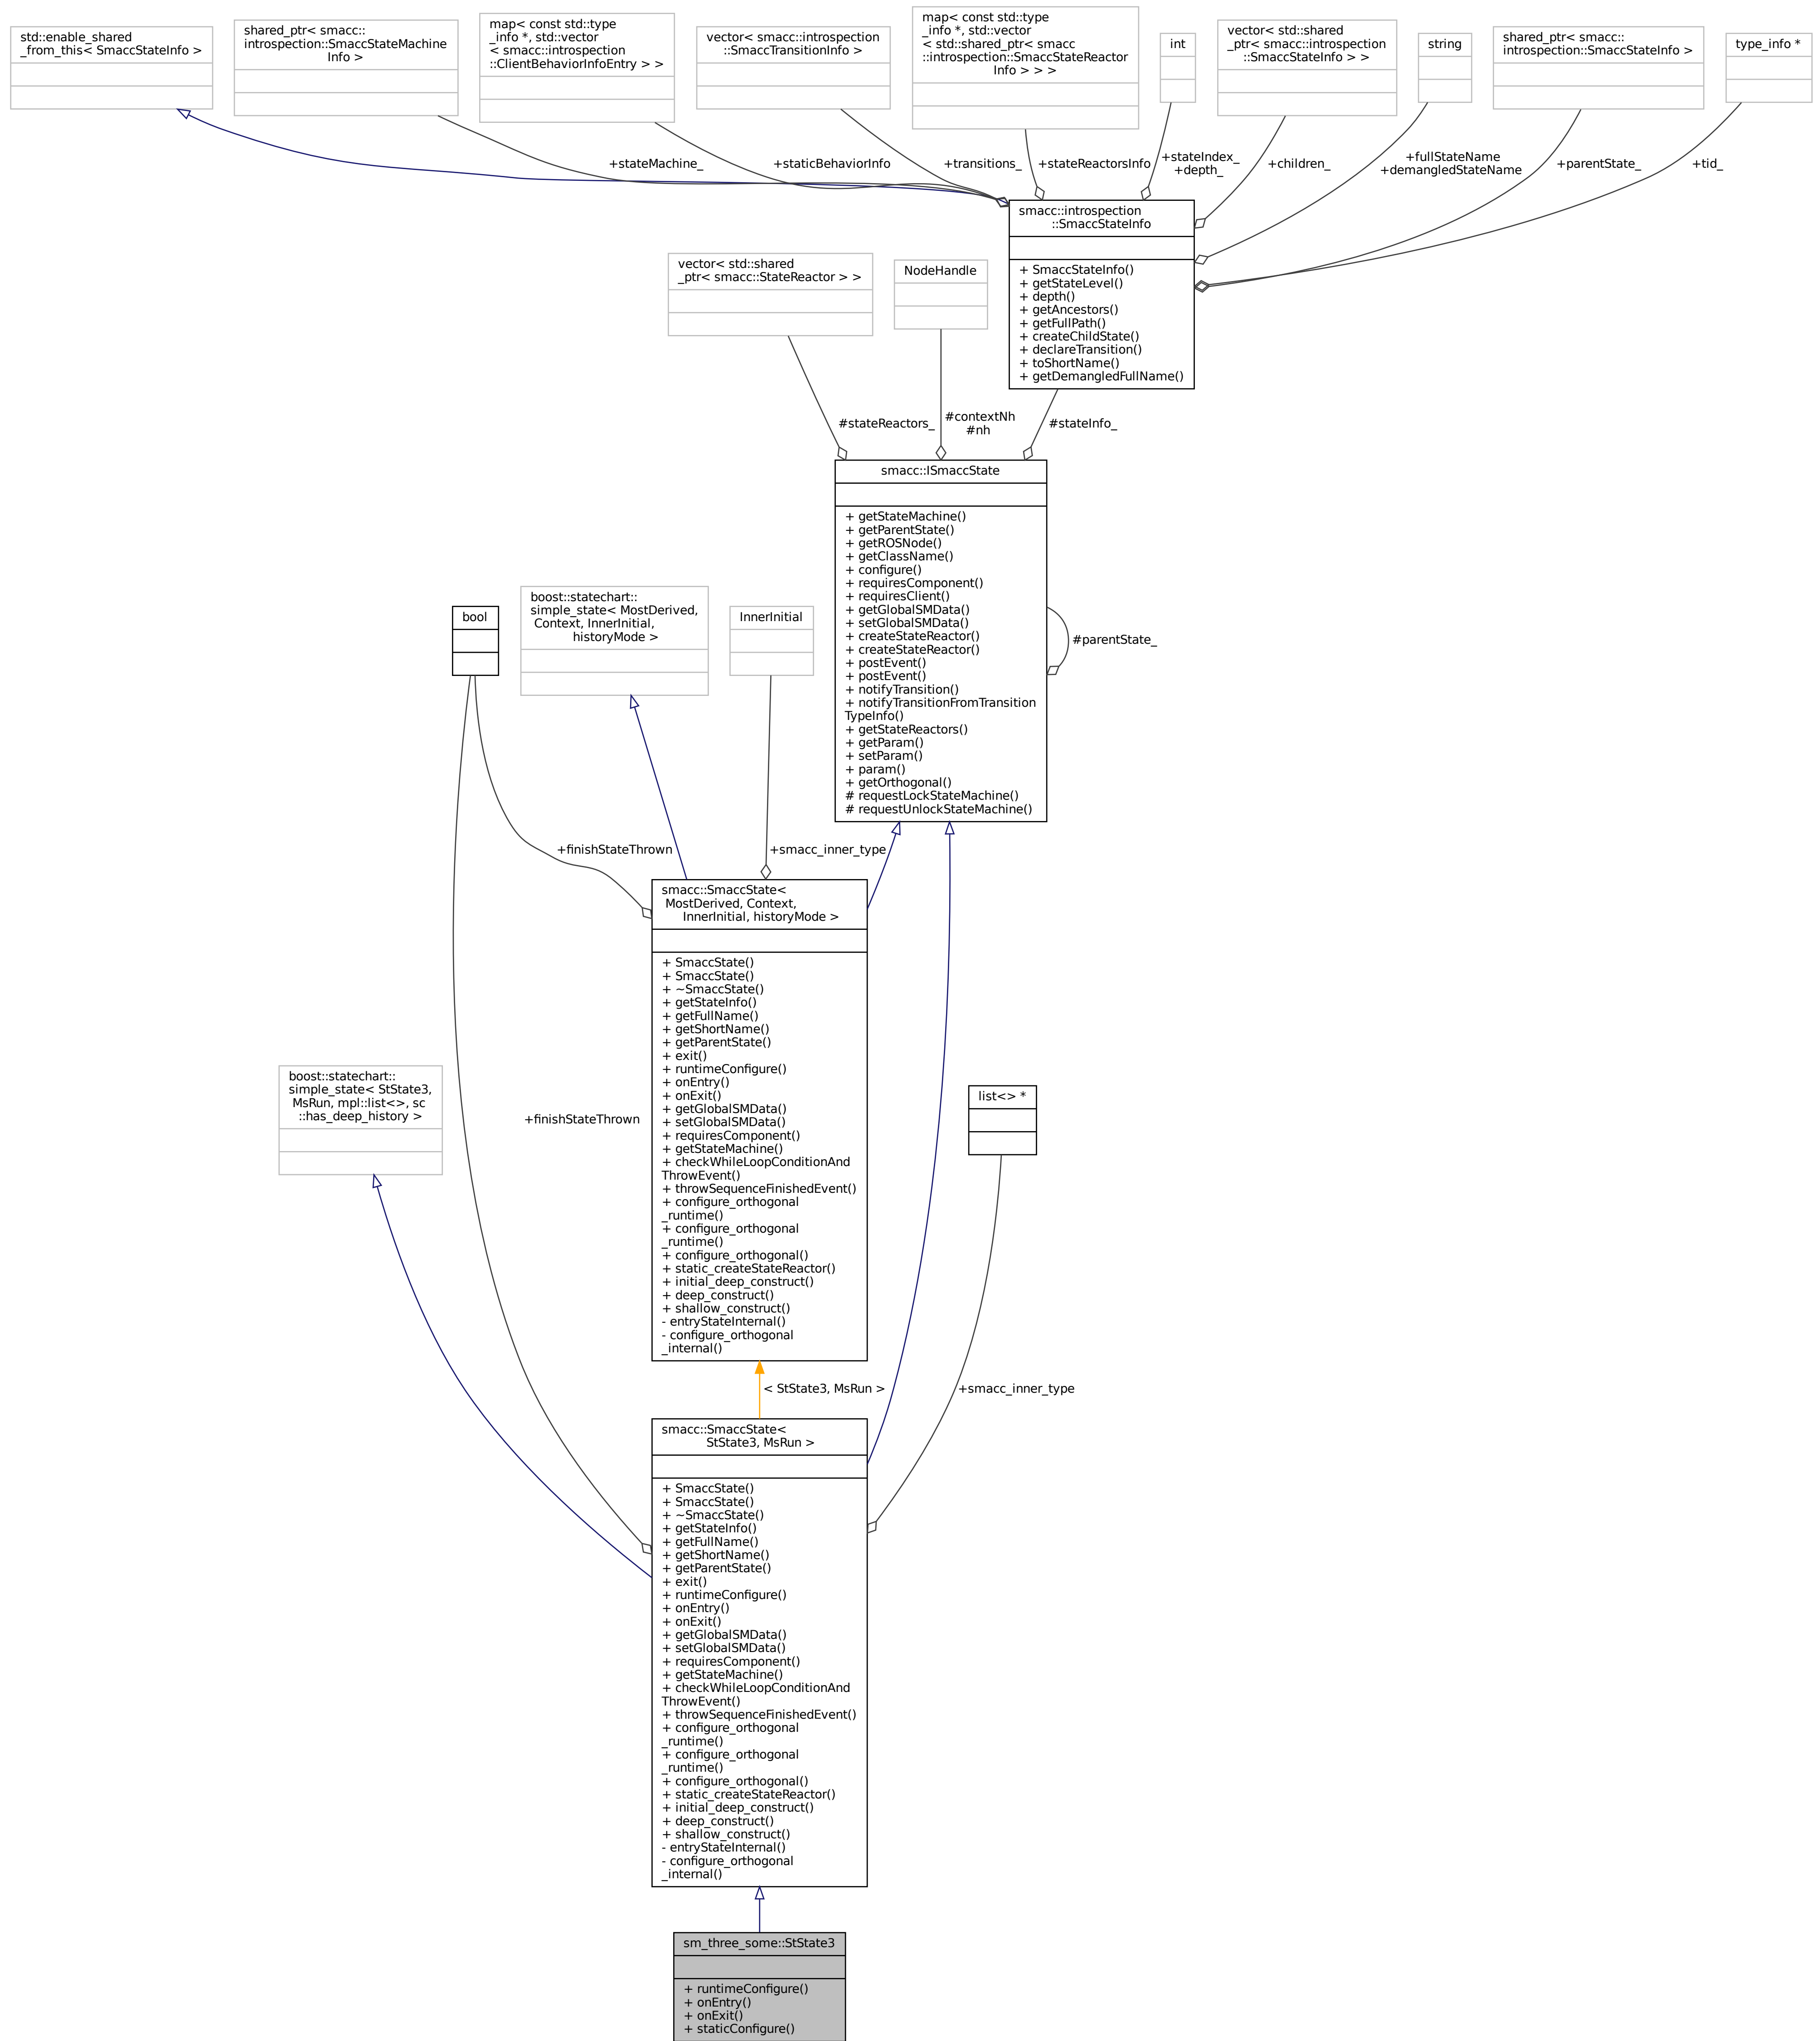 std::enable_shared
_from_this< SmaccStateInfo >
shared_ptr< smacc::
introspection::SmaccStateMachine
Info >
map< const std::type
_info *, std::vector
< smacc::introspection
::ClientBehaviorInfoEntry > >
vector< smacc::introspection
::SmaccTransitionInfo >
map< const std::type
_info *, std::vector
< std::shared_ptr< smacc
::introspection::SmaccStateReactor
Info > > >
int
vector< std::shared
_ptr< smacc::introspection
::SmaccStateInfo > >
string
shared_ptr< smacc::
introspection::SmaccStateInfo >
type_info *
+stateMachine_
+staticBehaviorInfo
+transitions_
+stateReactorsInfo
+stateIndex_
+depth_
+children_
+fullStateName
+demangledStateName
+parentState_
+tid_
smacc::introspection
::SmaccStateInfo
+ SmaccStateInfo()
+ getStateLevel()
+ depth()
+ getAncestors()
+ getFullPath()
+ createChildState()
+ declareTransition()
+ toShortName()
+ getDemangledFullName()
vector< std::shared
_ptr< smacc::StateReactor > >
NodeHandle
#stateReactors_
#contextNh
#nh
#stateInfo_
smacc::ISmaccState
+ getStateMachine()
+ getParentState()
+ getROSNode()
+ getClassName()
+ configure()
+ requiresComponent()
+ requiresClient()
+ getGlobalSMData()
+ setGlobalSMData()
+ createStateReactor()
+ createStateReactor()
+ postEvent()
+ postEvent()
+ notifyTransition()
+ notifyTransitionFromTransition
TypeInfo()
+ getStateReactors()
+ getParam()
+ setParam()
+ param()
+ getOrthogonal()
# requestLockStateMachine()
# requestUnlockStateMachine()
#parentState_
bool
boost::statechart::
simple_state< MostDerived,
Context, InnerInitial,
historyMode >
InnerInitial
+finishStateThrown
+smacc_inner_type
smacc::SmaccState<
MostDerived, Context,
InnerInitial, historyMode >
+ SmaccState()
+ SmaccState()
+ ~SmaccState()
+ getStateInfo()
+ getFullName()
+ getShortName()
+ getParentState()
+ exit()
+ runtimeConfigure()
+ onEntry()
+ onExit()
+ getGlobalSMData()
+ setGlobalSMData()
+ requiresComponent()
+ getStateMachine()
+ checkWhileLoopConditionAnd
ThrowEvent()
+ throwSequenceFinishedEvent()
+ configure_orthogonal
_runtime()
+ configure_orthogonal
_runtime()
+ configure_orthogonal()
+ static_createStateReactor()
+ initial_deep_construct()
+ deep_construct()
+ shallow_construct()
- entryStateInternal()
- configure_orthogonal
_internal()
boost::statechart::
simple_state< StState3,
MsRun, mpl::list<>, sc
::has_deep_history >
+finishStateThrown
list<> *
< StState3, MsRun >
+smacc_inner_type
smacc::SmaccState<
StState3, MsRun >
+ SmaccState()
+ SmaccState()
+ ~SmaccState()
+ getStateInfo()
+ getFullName()
+ getShortName()
+ getParentState()
+ exit()
+ runtimeConfigure()
+ onEntry()
+ onExit()
+ getGlobalSMData()
+ setGlobalSMData()
+ requiresComponent()
+ getStateMachine()
+ checkWhileLoopConditionAnd
ThrowEvent()
+ throwSequenceFinishedEvent()
+ configure_orthogonal
_runtime()
+ configure_orthogonal
_runtime()
+ configure_orthogonal()
+ static_createStateReactor()
+ initial_deep_construct()
+ deep_construct()
+ shallow_construct()
- entryStateInternal()
- configure_orthogonal
_internal()
sm_three_some::StState3
+ runtimeConfigure()
+ onEntry()
+ onExit()
+ staticConfigure()